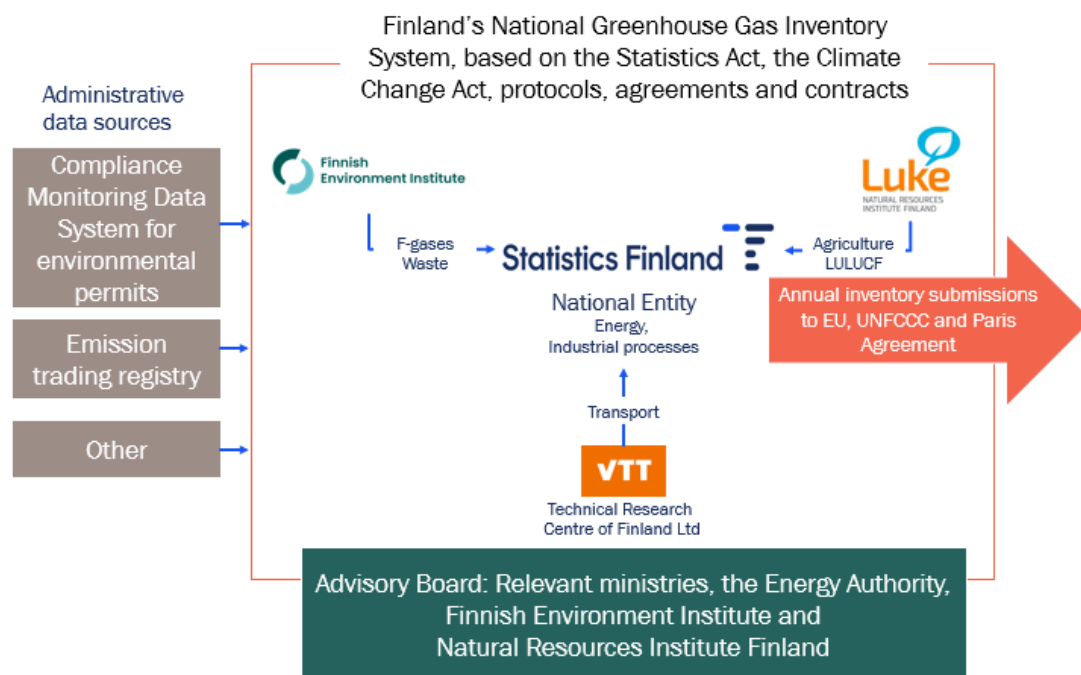 Finland's National Greenhouse Gas Inventory
System, based on the Statistics Act, the Climate
Change Act, protocols, agreements and contracts
Administrative
data sources
Compliance
Monitoring Data
System for
environmental
permits
Emission
trading registry
Other
Finnish
Environment Institute
F-gases
Waste
Statistics Finland
National Entity
Energy,
Industrial processes
Luke
NATURAL RESOURCES
INSTITUTE FINLAND
Agriculture
LULUCF
Annual inventory submissions
to EU, UNFCCC and Paris
Agreement
Transport
VTT
Technical Research
Centre of Finland Ltd
Advisory Board: Relevant ministries, the Energy Authority,
Finnish Environment Institute and
Natural Resources Institute Finland